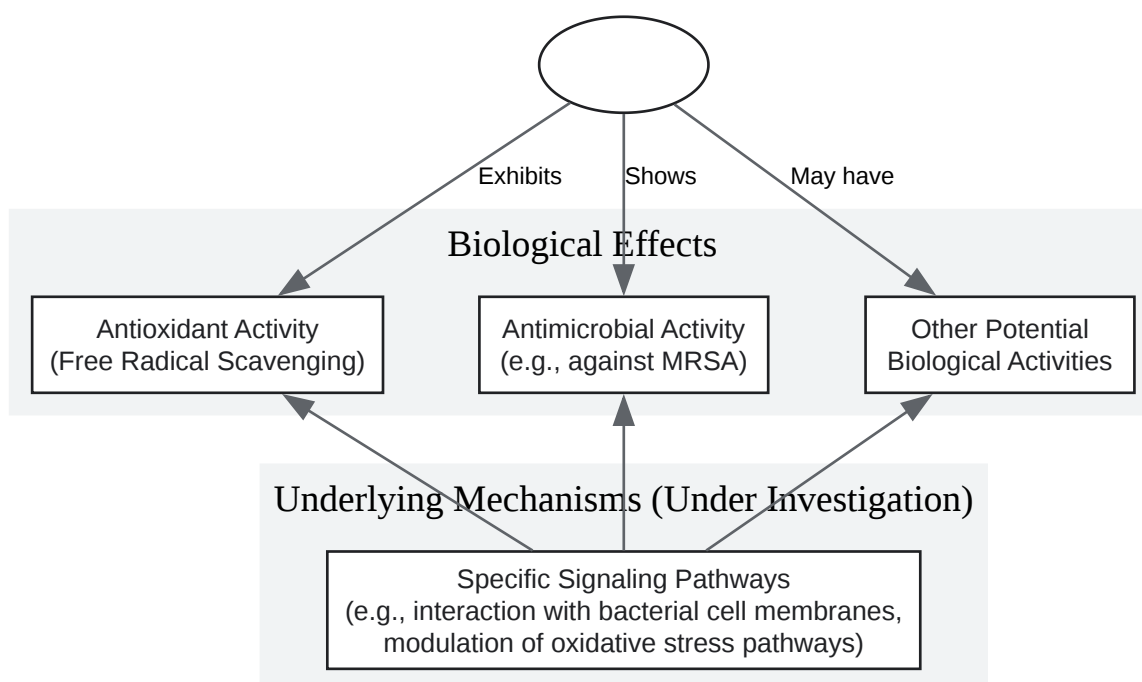 Exhibits
Shows
May have
Biological Effects
Antioxidant Activity
(Free Radical Scavenging)
Antimicrobial Activity
(e.g., against MRSA)
Other Potential
Biological Activities
Underlying Mechanisms (Under Investigation)
Specific Signaling Pathways
(e.g., interaction with bacterial cell membranes,
modulation of oxidative stress pathways)